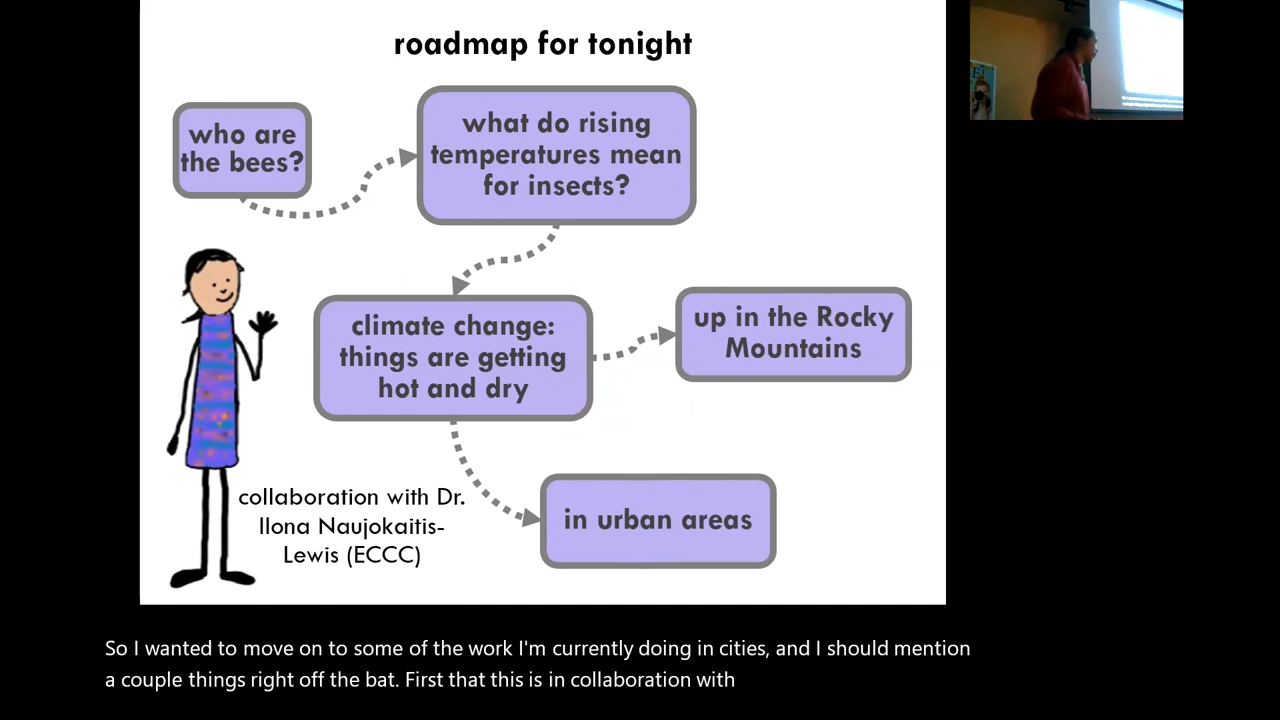 roadmap for tonight
who are
the bees?
what do rising
temperatures mean
for insects?
climate change:
things are getting
hot and dry
up in the Rocky
Mountains
in urban areas
collaboration with Dr.
Ilona Naujokaitis-
Lewis (ECCC)
So I wanted to move on to some of the work I'm currently doing in cities, and I should mention
a couple things right off the bat. First that this is in collaboration with